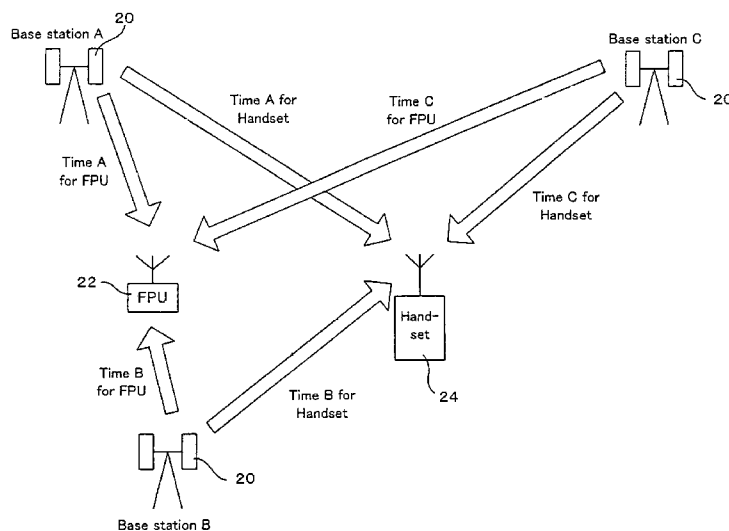 20
Base station A
Base station C
20
Time A for
Handset
Time C
for FPU
Time A
for FPU
Time C for
Handset
22
FPU
Hand-
set
24
Time B
for FPU
Time B for
Handset
20
Base station B